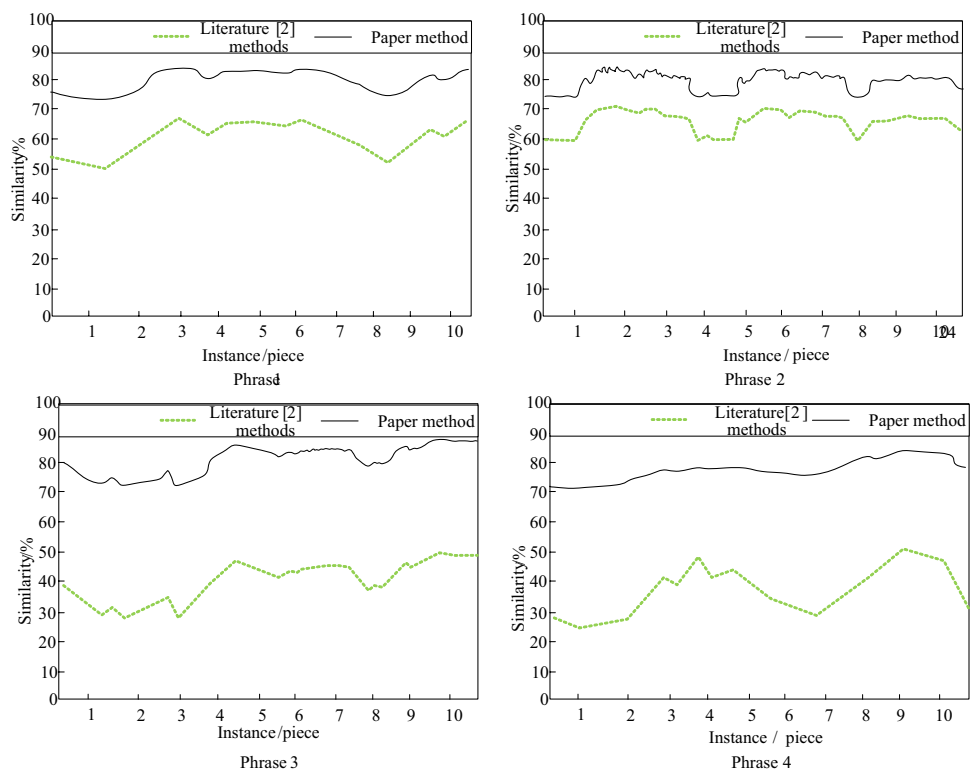 100
90
80
70
60
50
40
30
20
10
0
Similarity/%
Literature [2]
methods
Paper method
1 2 3 4 5 6 7 8 9 10
Instance/piece
Phrase1
100
90
80
70
60
50
40
30
20
10
0
Similarity/%
Literature[2]
methods
Paper method
1 2 3 4 5 6 7 8 9 10 24
Instance / piece
Phrase 2
100
90
80
70
60
50
40
30
20
10
0
Similarity/%
Literature [2]
methods
Paper method
1 2 3 4 5 6 7 8 9 10
Instance/piece
Phrase 3
100
90
80
70
60
50
40
30
20
10
0
Similarity/%
Literature[2]
methods
Paper method
1 2 3 4 5 6 7 8 9 10
Instance / piece
Phrase 4